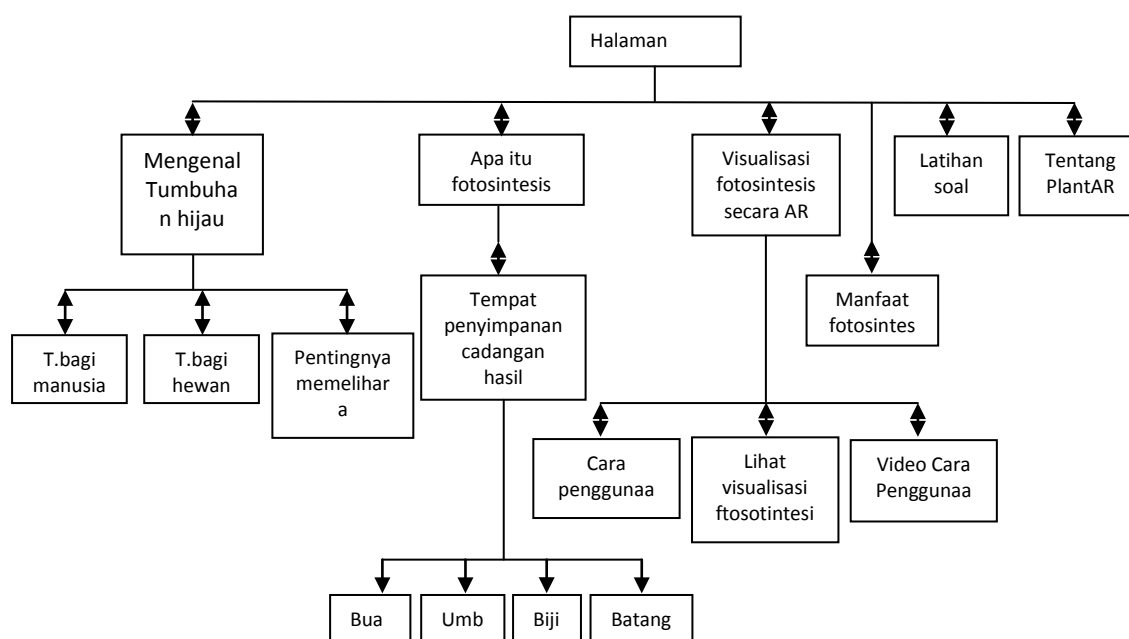 Halaman
Mengenal
Tumbuha
n hijau
Apa itu
fotosintesis
Visualisasi
fotosintesis
secara AR
Latihan
soal
Tentang
PlantAR
Manfaat
fotosintes
T.bagi
manusia
T.bagi
hewan
Pentingnya
memelihar
a
Tempat
penyimpanan
cadangan
hasil
Cara
penggunaa
Lihat
visualisasi
ftosotintesi
Video Cara
Penggunaa
Bua
Umb
Biji
Batang